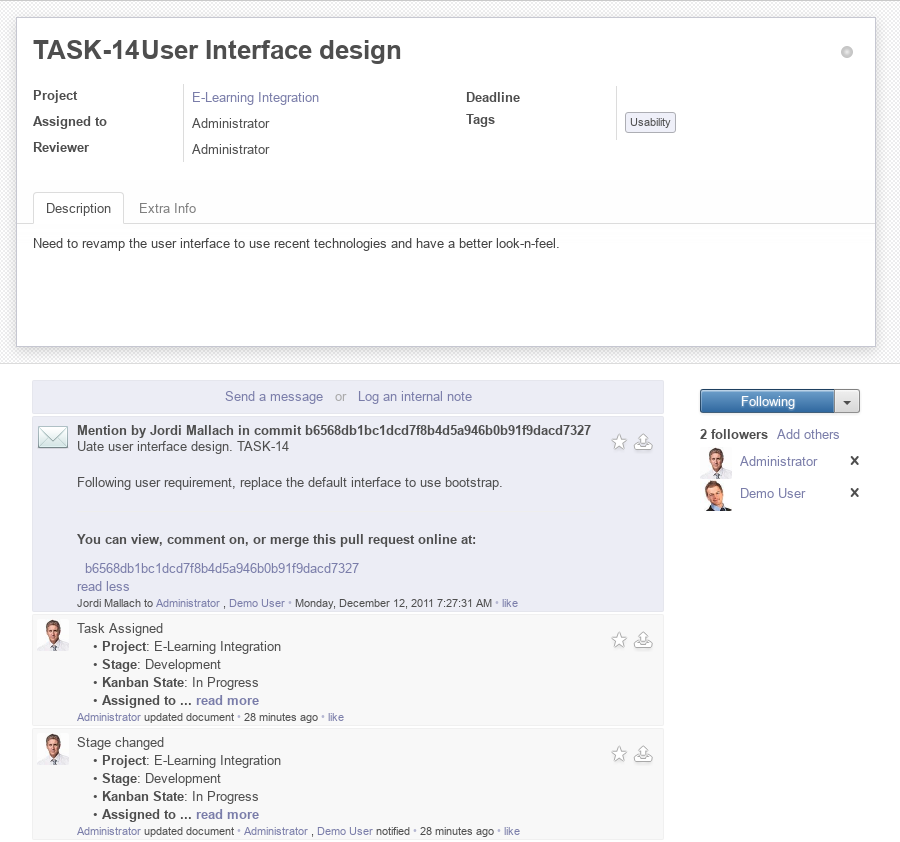 TASK-14User Interface design
Project E-Learning Integration
Assigned to Administrator
Reviewer Administrator
Deadline
Tags Usability
Description Extra Info
Need to revamp the user interface to use recent technologies and have a better look-n-feel.
Send a message or Log an internal note
Mention by Jordi Mallach in commit b6568db1bc1dcd7f8b4d5a946b0b91f9dacd7327
Uate user interface design. TASK-14
Following user requirement, replace the default interface to use bootstrap.
You can view, comment on, or merge this pull request online at:
b6568db1bc1dcd7f8b4d5a946b0b91f9dacd7327
read less
Jordi Mallach to Administrator , Demo User • Monday, December 12, 2011 7:27:31 AM • like
Task Assigned
• Project: E-Learning Integration
• Stage: Development
• Kanban State: In Progress
• Assigned to ... read more
Administrator updated document • 28 minutes ago • like
Stage changed
• Project: E-Learning Integration
• Stage: Development
• Kanban State: In Progress
• Assigned to ... read more
Administrator updated document • Administrator , Demo User notified • 28 minutes ago • like
Following
2 followers Add others
Administrator X
Demo User X